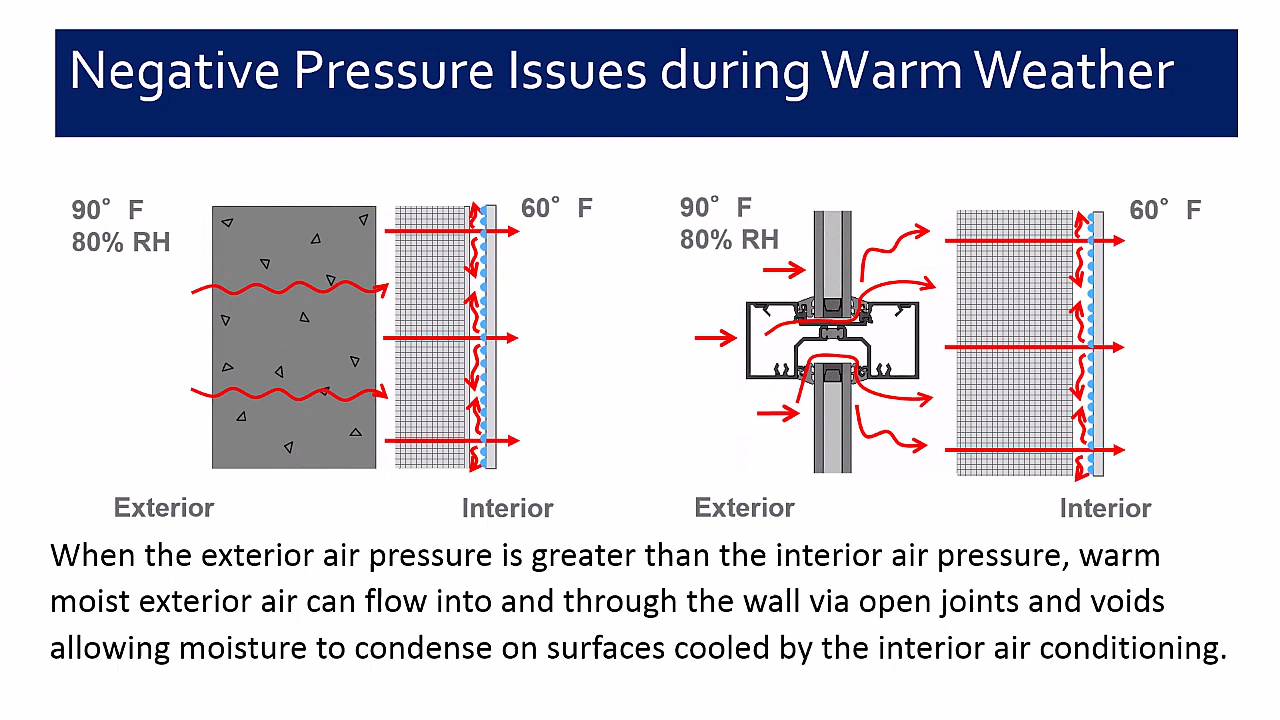 Negative Pressure Issues during Warm Weather
90° F
80% RH
60° F
90° F
80% RH
60° F
Exterior
Interior
Exterior
Interior
When the exterior air pressure is greater than the interior air pressure, warm
moist exterior air can flow into and through the wall via open joints and voids
allowing moisture to condense on surfaces cooled by the interior air conditioning.